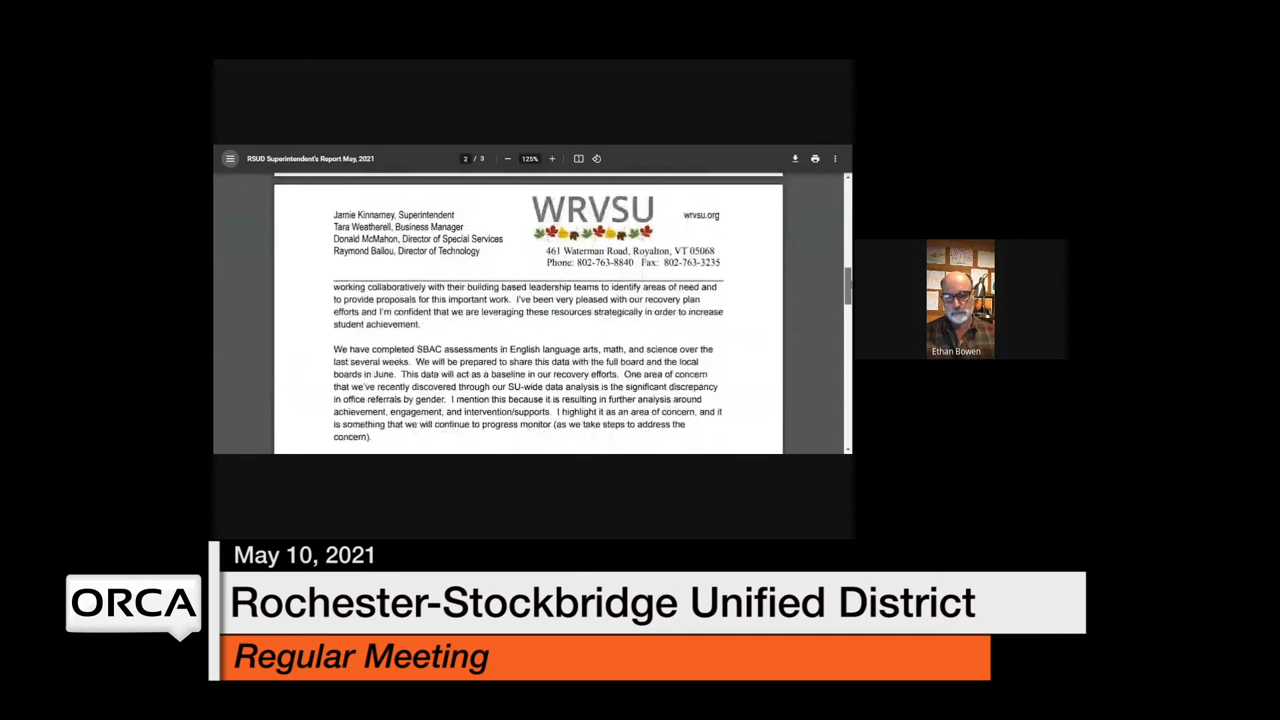 RSUD Superintendent's Report May, 2021
2 / 3
125%
Jamie Kinnarney, Superintendent
Tara Weatherell, Business Manager
Donald McMahon, Director of Special Services
Raymond Ballou, Director of Technology
WRVSU
wrvsu.org
461 Waterman Road, Royalton, VT 05068
Phone: 802-763-8840 Fax: 802-763-3235
working collaboratively with their building based leadership teams to identify areas of need and
to provide proposals for this important work. I've been very pleased with our recovery plan
efforts and I'm confident that we are leveraging these resources strategically in order to increase
student achievement.
We have completed SBAC assessments in English language arts, math, and science over the
last several weeks. We will be prepared to share this data with the full board and the local
boards in June. This data will act as a baseline in our recovery efforts. One area of concern
that we've recently discovered through our SU-wide data analysis is the significant discrepancy
in office referrals by gender. I mention this because it is resulting in further analysis around
achievement, engagement, and intervention/supports. I highlight it as an area of concern, and it
is something that we will continue to progress monitor (as we take steps to address the
concern).
Ethan Bowen
May 10, 2021
ORCA
Rochester-Stockbridge Unified District
Regular Meeting